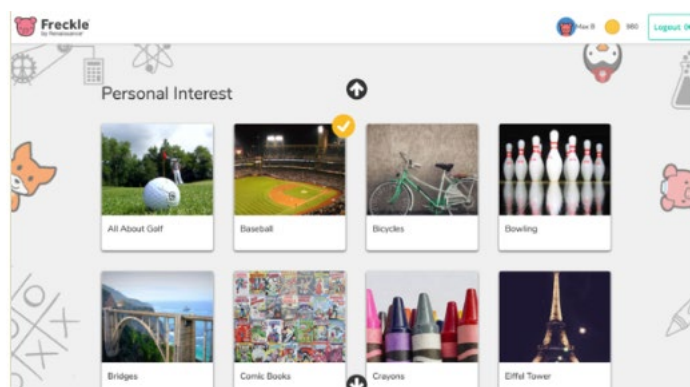 Freckle
by Renaissance
Max B
980
Logout
Personal Interest
All About Golf
Baseball
Bicycles
Bowling
Bridges
Comic Books
Crayons
Eiffel Tower